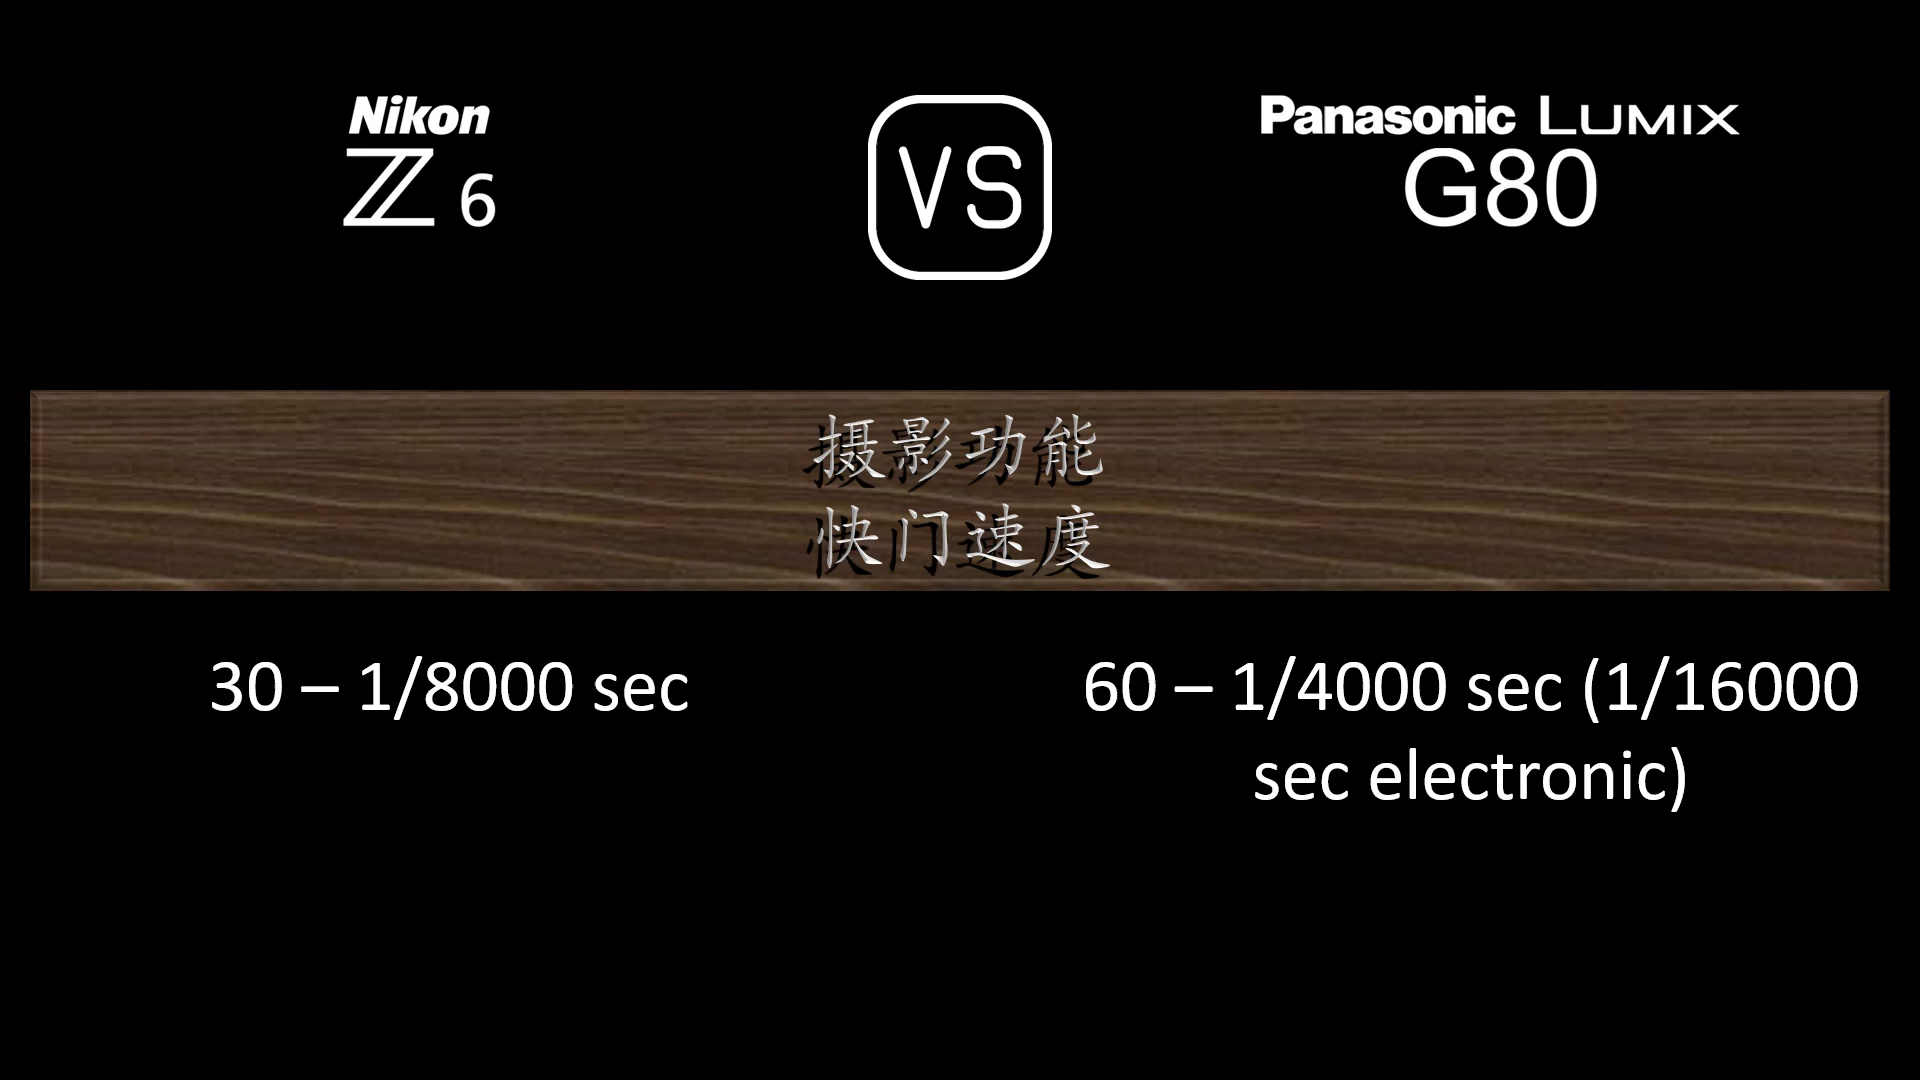 Nikon
Z 6
VS
Panasonic LUMIX
G80
摄影功能
快门速度
30 – 1/8000 sec
60 – 1/4000 sec (1/16000
sec electronic)